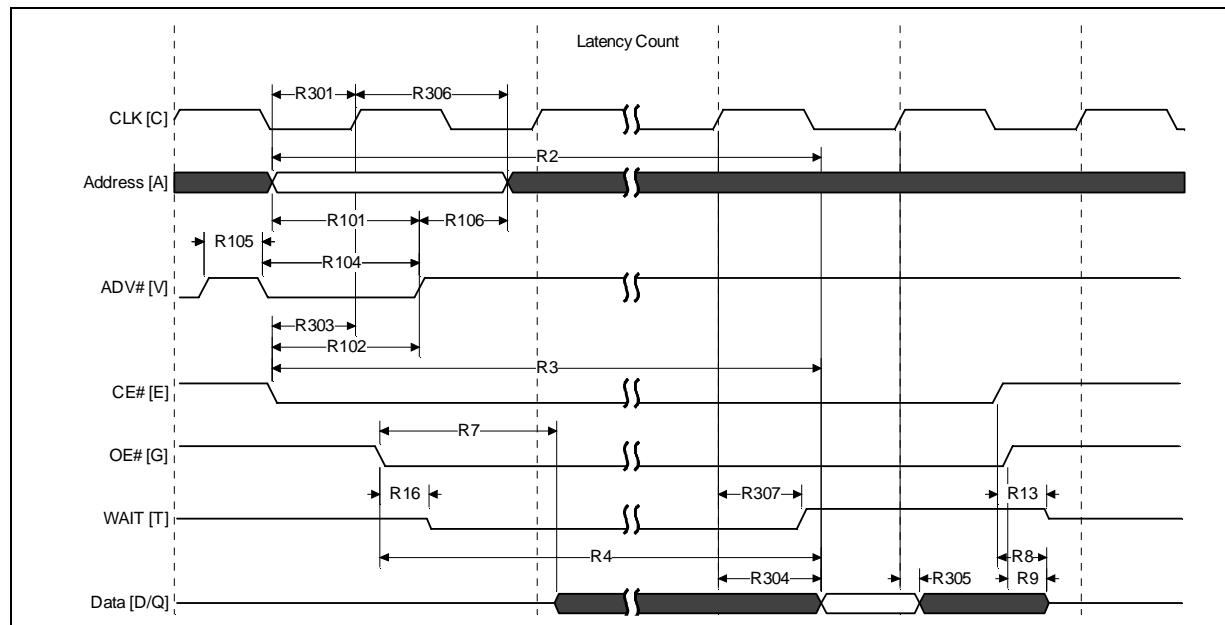 Latency Count
R301 R306
CLK [C]
R2
Address [A]
R101 R106
R105
R104
ADV# [V]
R303
R102
R3
CE# [E]
R7
OE# [G]
R16 R307 R13
WAIT [T]
R4 R8
R304 R305 R9
Data [D/Q]